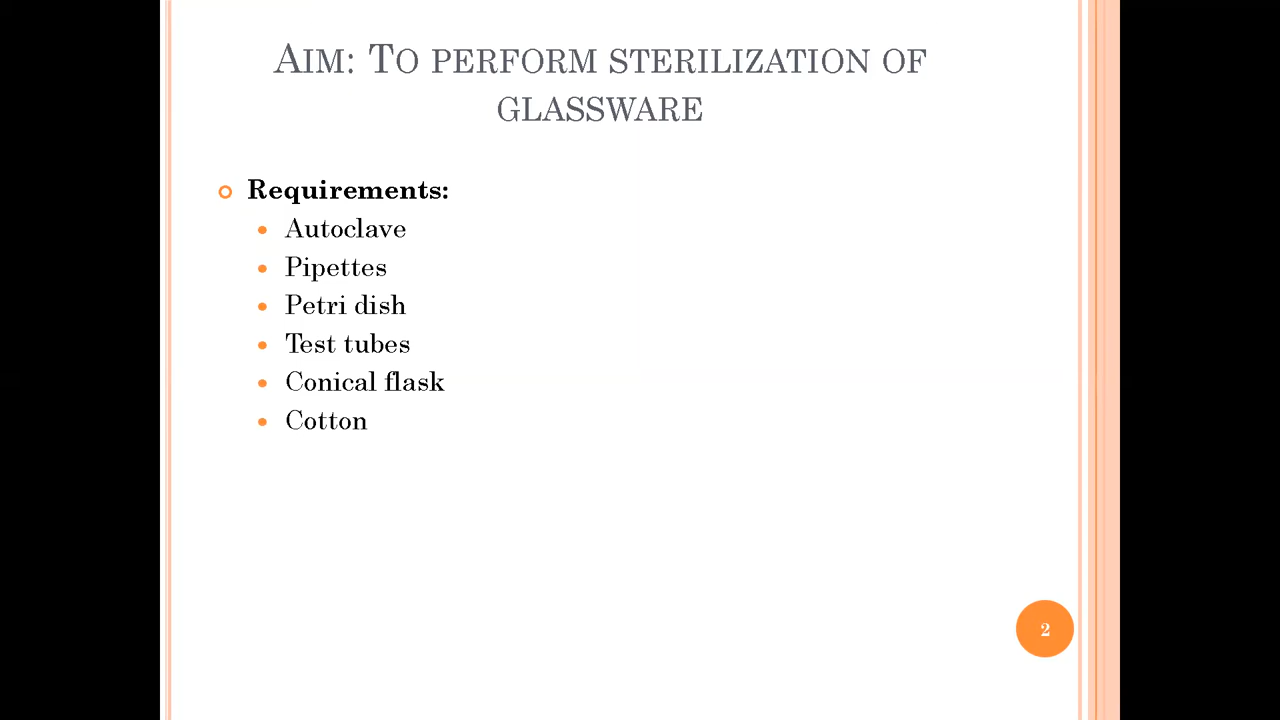 AIM: TO PERFORM STERILIZATION OF
GLASSWARE
Requirements:
Autoclave
Pipettes
Petri dish
Test tubes
Conical flask
Cotton
2